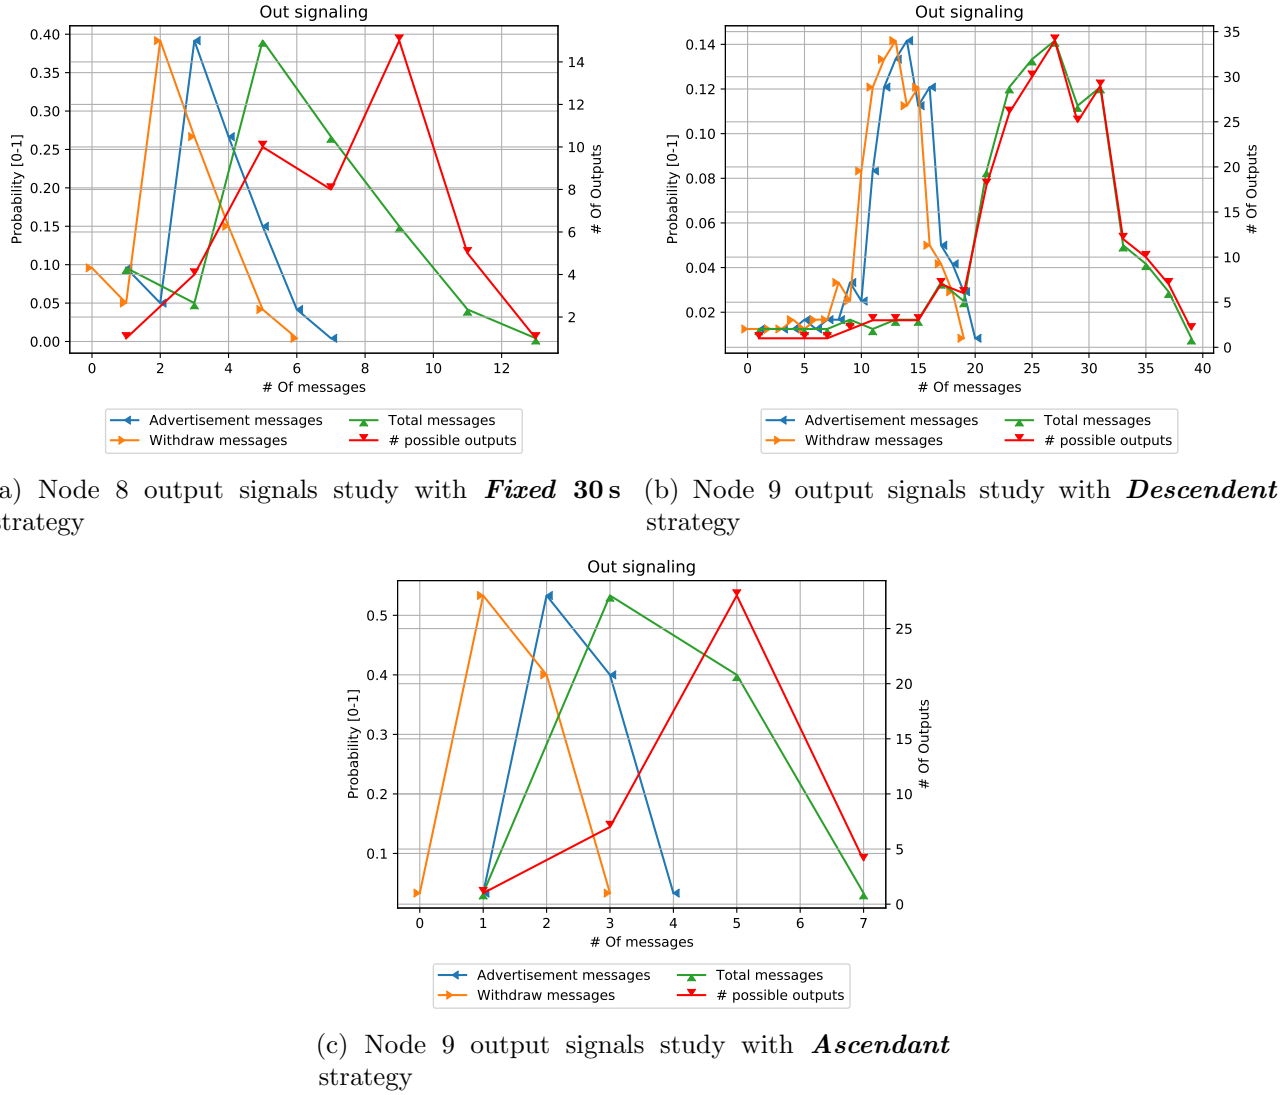 Out signaling
0.40
0.35
0.30
0.25
0.20
0.15
0.10
0.05
0.00
Probability [0-1]
14
12
10
8
6
4
2
# Of Outputs
0 2 4 6 8 10 12
# Of messages
Advertisement messages Total messages
Withdraw messages # possible outputs
a) Node 8 output signals study with Fixed 30 s
strategy
Out signaling
0.14
0.12
0.10
0.08
0.06
0.04
0.02
Probability [0-1]
35
30
25
20
15
10
5
0
# Of Outputs
0 5 10 15 20 25 30 35 40
# Of messages
Advertisement messages Total messages
Withdraw messages # possible outputs
(b) Node 9 output signals study with Descendent
strategy
Out signaling
0.5
0.4
0.3
0.2
0.1
Probability [0-1]
25
20
15
10
5
0
# Of Outputs
0 1 2 3 4 5 6 7
# Of messages
Advertisement messages Total messages
Withdraw messages # possible outputs
(c) Node 9 output signals study with Ascendant
strategy